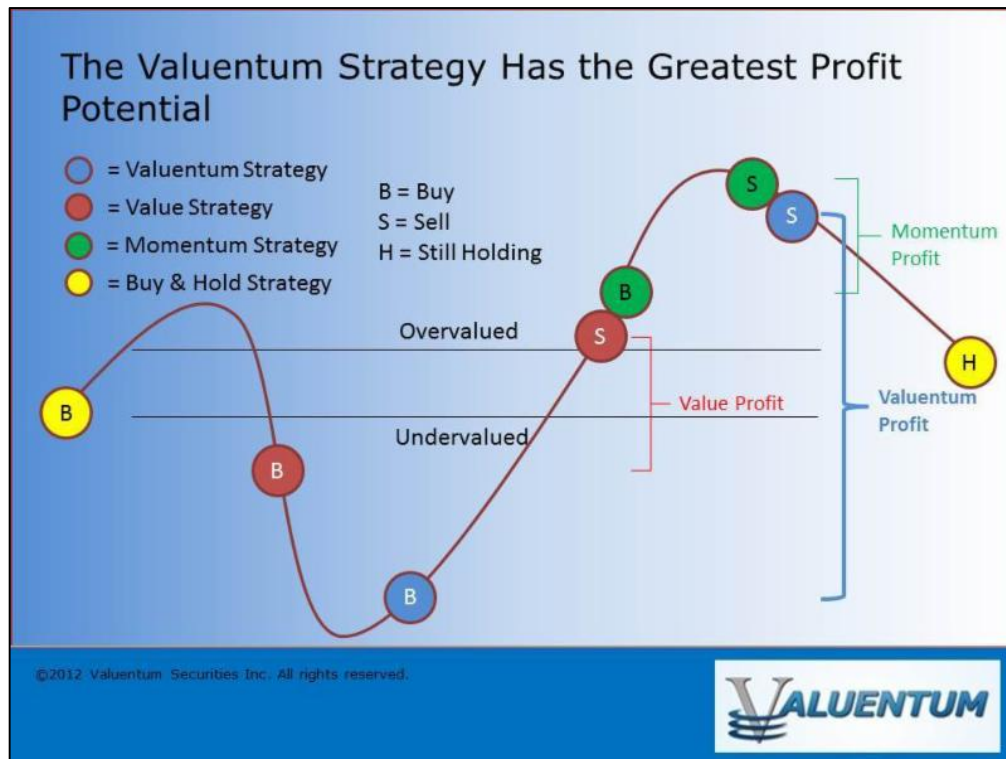 The Valuentum Strategy Has the Greatest Profit
Potential
= Valuentum Strategy
= Value Strategy
= Momentum Strategy
= Buy & Hold Strategy
B = Buy
S = Sell
H = Still Holding
S
S
Momentum
Profit
B
Overvalued
S
H
B
Value Profit
Valuentum
Profit
Undervalued
B
B
©2012 Valuentum Securities Inc. All rights reserved.
VALUENTUM